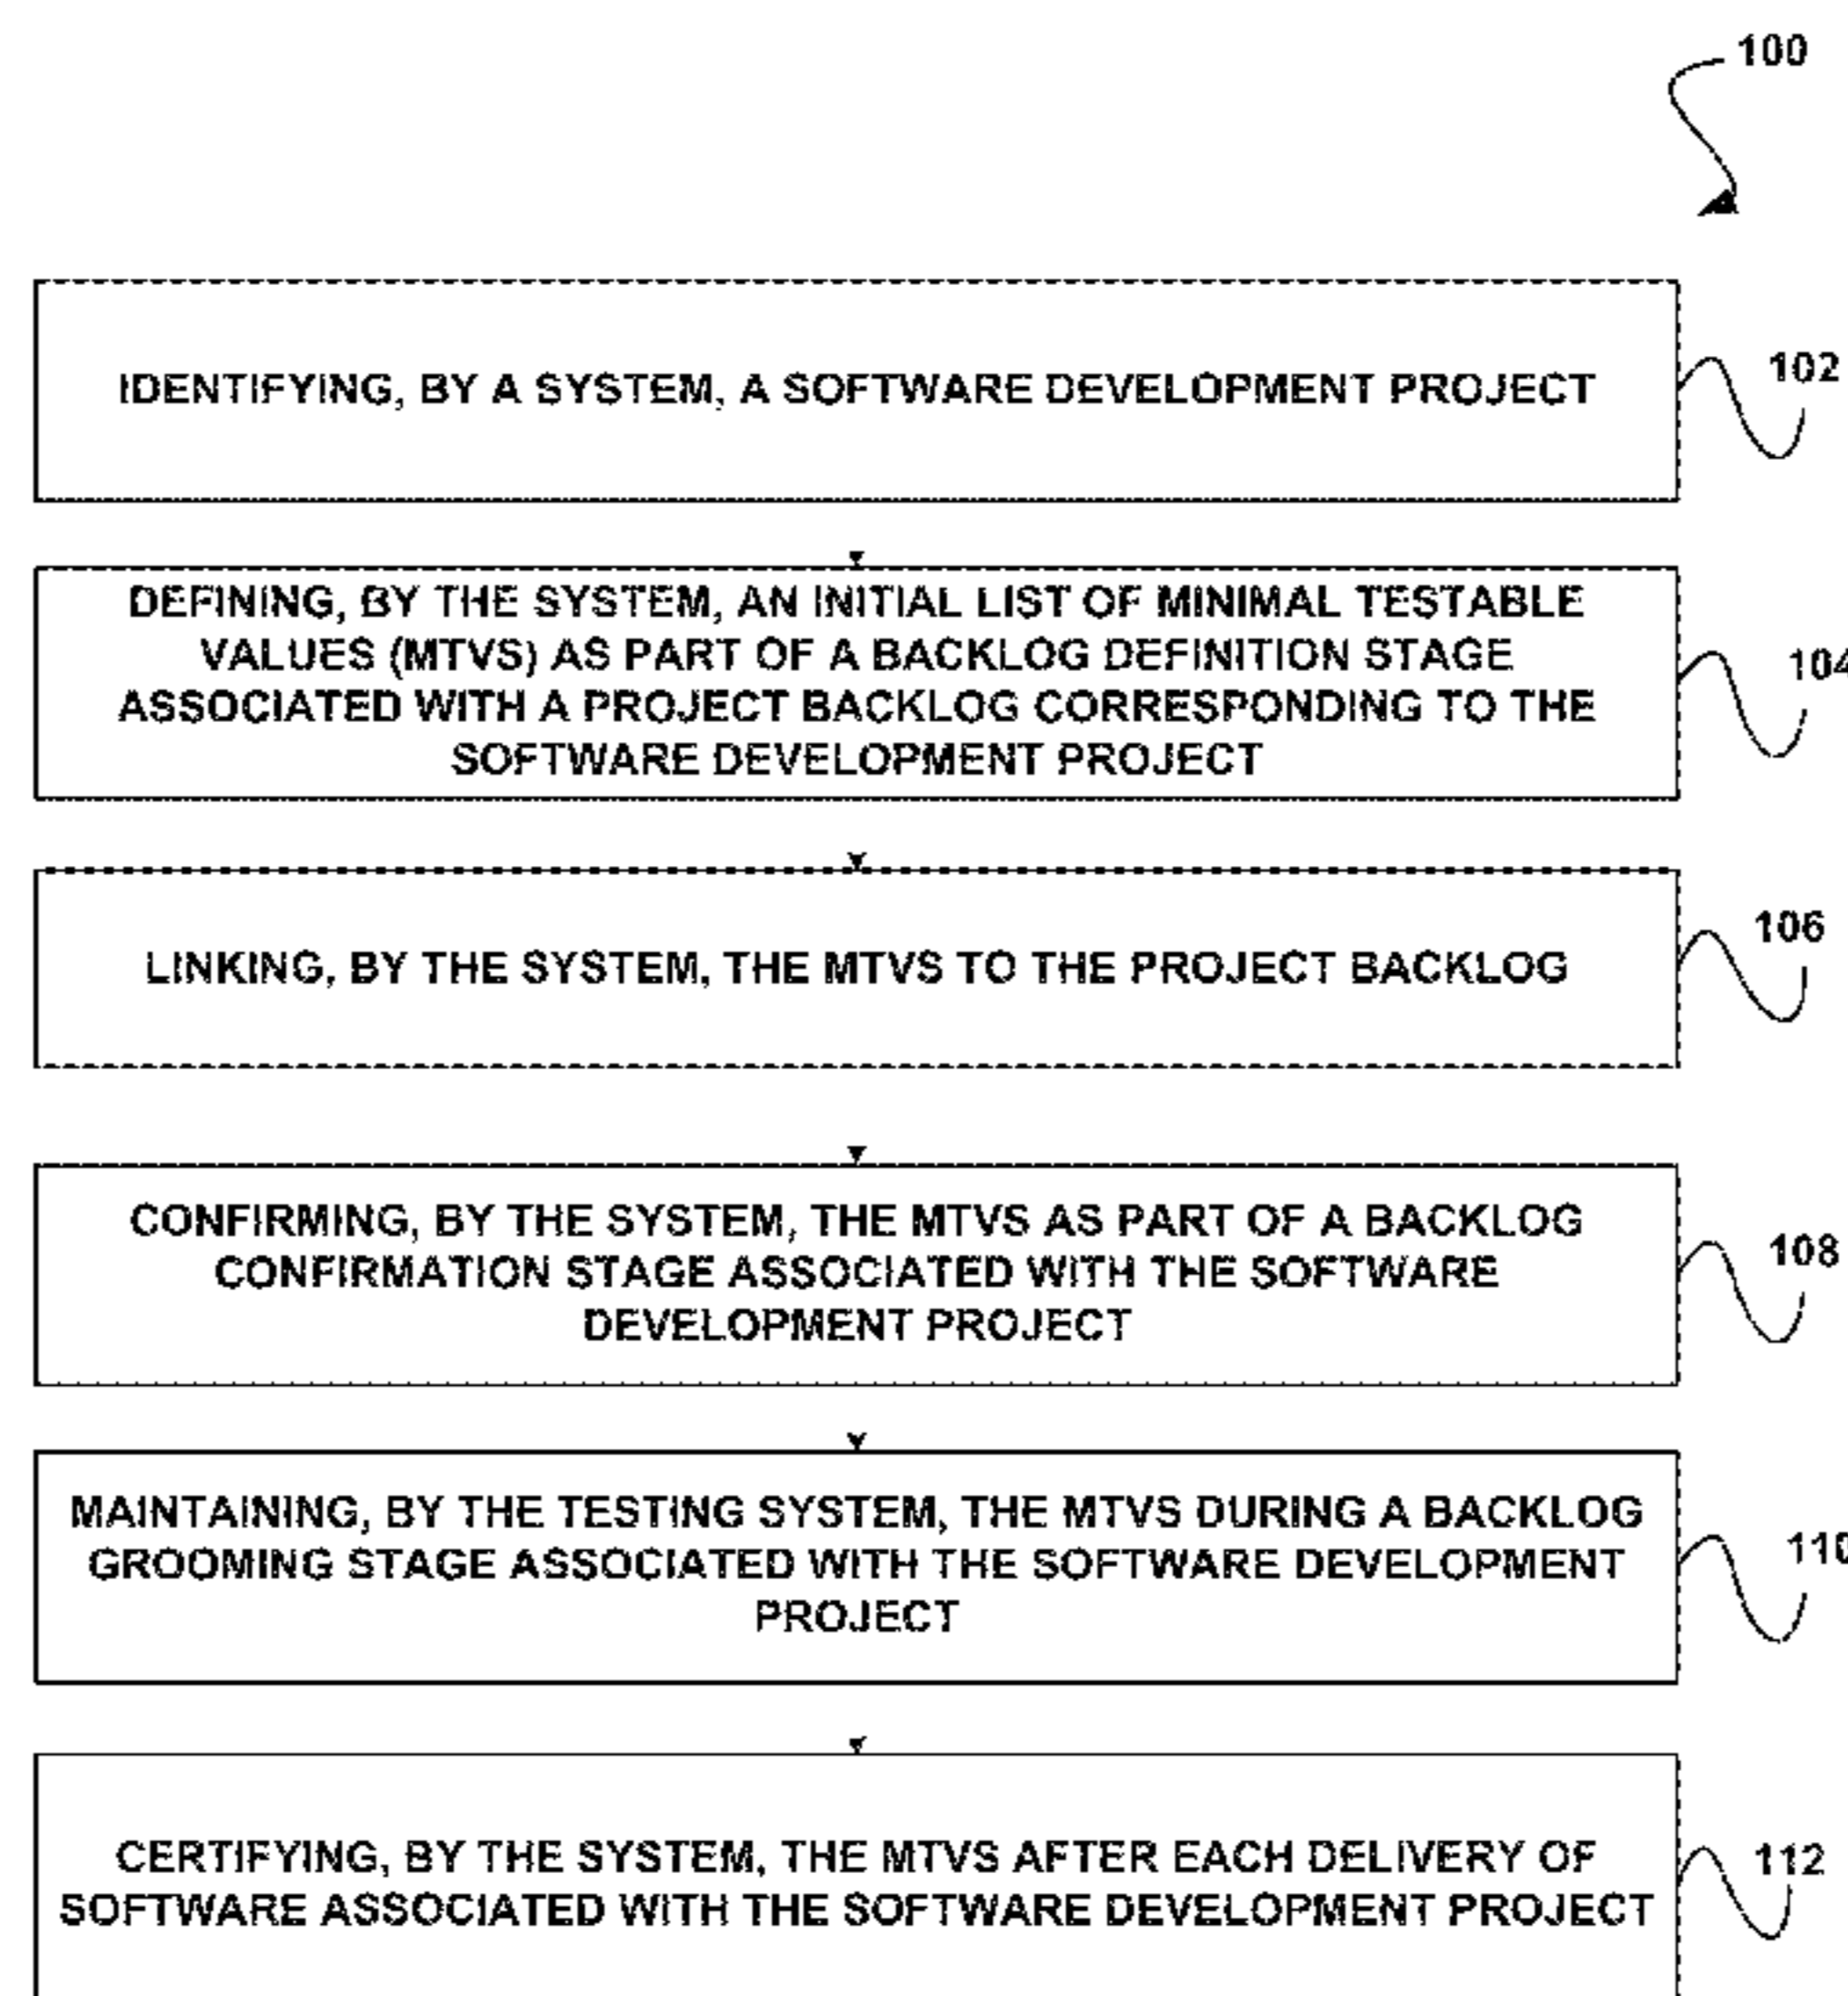 100
IDENTIFYING, BY A SYSTEM, A SOFTWARE DEVELOPMENT PROJECT
102
DEFINING, BY THE SYSTEM, AN INITIAL LIST OF MINIMAL TESTABLE
VALUES (MTVS) AS PART OF A BACKLOG DEFINITION STAGE
ASSOCIATED WITH A PROJECT BACKLOG CORRESPONDING TO THE
SOFTWARE DEVELOPMENT PROJECT
104
LINKING, BY THE SYSTEM, THE MTVS TO THE PROJECT BACKLOG
106
CONFIRMING, BY THE SYSTEM, THE MTVS AS PART OF A BACKLOG
CONFIRMATION STAGE ASSOCIATED WITH THE SOFTWARE
DEVELOPMENT PROJECT
108
MAINTAINING, BY THE TESTING SYSTEM, THE MTVS DURING A BACKLOG
GROOMING STAGE ASSOCIATED WITH THE SOFTWARE DEVELOPMENT
PROJECT
110
CERTIFYING, BY THE SYSTEM, THE MTVS AFTER EACH DELIVERY OF
SOFTWARE ASSOCIATED WITH THE SOFTWARE DEVELOPMENT PROJECT
112